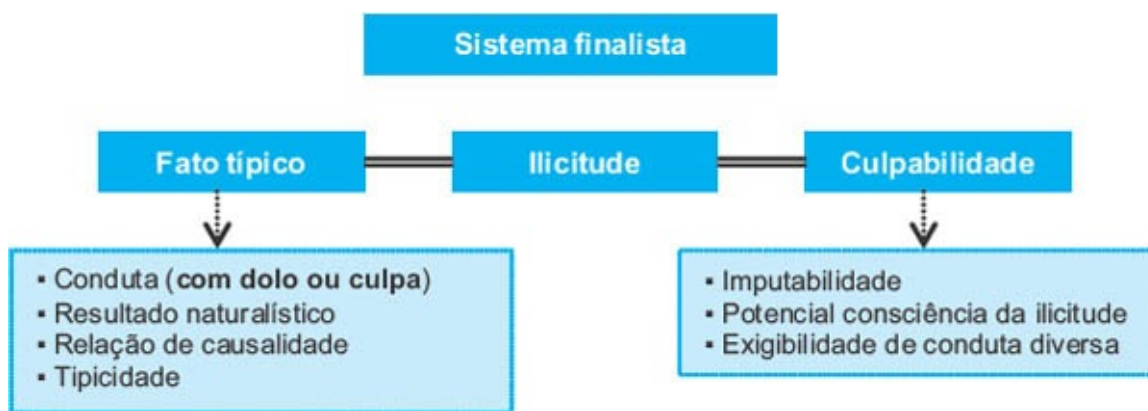 Sistema finalista
Fato típico
Ilicitude
Culpabilidade
▪ Conduta (com dolo ou culpa)
▪ Resultado naturalístico
▪ Relação de causalidade
▪ Tipicidade
▪ Imputabilidade
▪ Potencial consciência da ilicitude
▪ Exigibilidade de conduta diversa